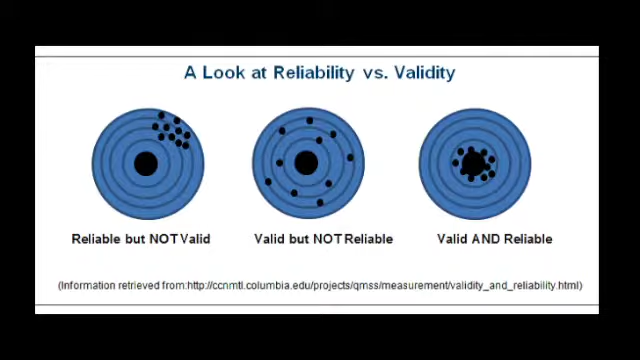 A Look at Reliability vs. Validity
Reliable but NOT Valid
Valid but NOT Reliable
Valid AND Reliable
(Information retrieved from:http://ccnmtl.columbia.edu/projects/qmss/measurement/validity_and_reliability.html)